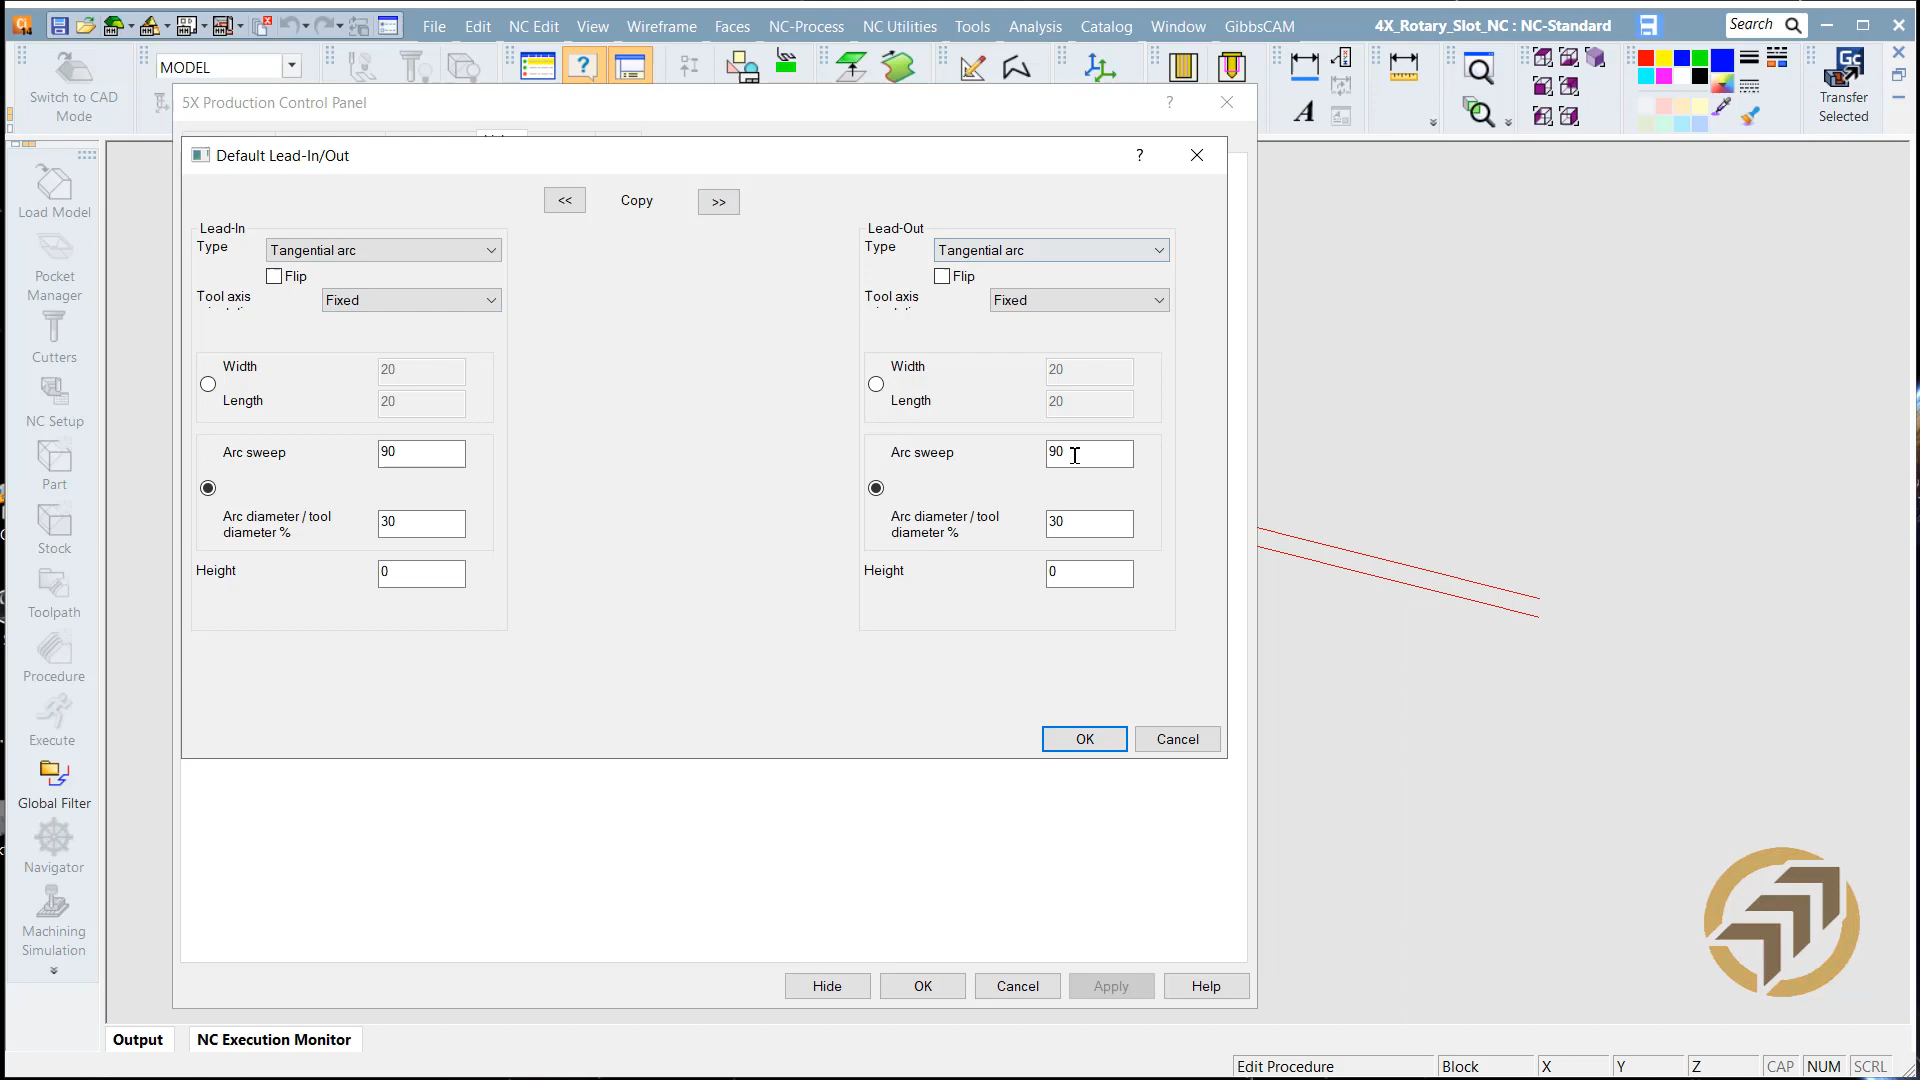 File Edit NC Edit View Wireframe Faces NC-Process NC Utilities Tools Analysis Catalog Window GibbsCAM 4X_Rotary_Slot_NC : NC-Standard Search
MODEL
Switch to CAD
Mode
A
Gc
Transfer
Selected
5X Production Control Panel ?
Default Lead-In/Out ?
<< Copy >>
Lead-In
Type Tangential arc
Flip
Tool axis Fixed
Width 20
Length 20
Arc sweep 90
Arc diameter / tool
diameter % 30
Height 0
Lead-Out
Type Tangential arc
Flip
Tool axis Fixed
Width 20
Length 20
Arc sweep 90
Arc diameter / tool
diameter % 30
Height 0
OK Cancel
Load Model
Pocket
Manager
Cutters
NC Setup
Part
Stock
Toolpath
Procedure
Execute
Global Filter
Navigator
Machining
Simulation
Hide OK Cancel Apply Help
Output NC Execution Monitor
Edit Procedure Block X Y Z CAP NUM SCRL